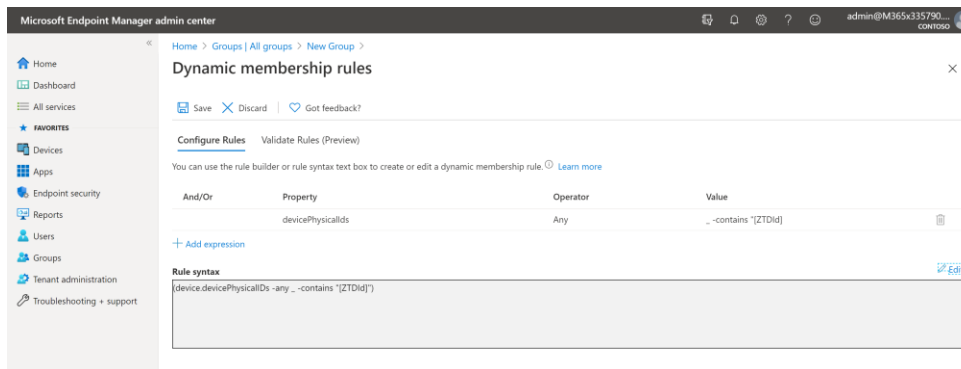 Microsoft Endpoint Manager admin center
admin@M365x335790....
CONTOSO
Home > Groups | All groups > New Group >
Dynamic membership rules
Save
Discard
Got feedback?
Configure Rules
Validate Rules (Preview)
You can use the rule builder or rule syntax text box to create or edit a dynamic membership rule. Learn more
And/Or
Property
Operator
Value
devicePhysicalIds
Any
_ -contains "[ZTDId]
+ Add expression
Rule syntax
Edi
(device.devicePhysicalIDs -any _ -contains "[ZTDId]")
Home
Dashboard
All services
FAVORITES
Devices
Apps
Endpoint security
Reports
Users
Groups
Tenant administration
Troubleshooting + support